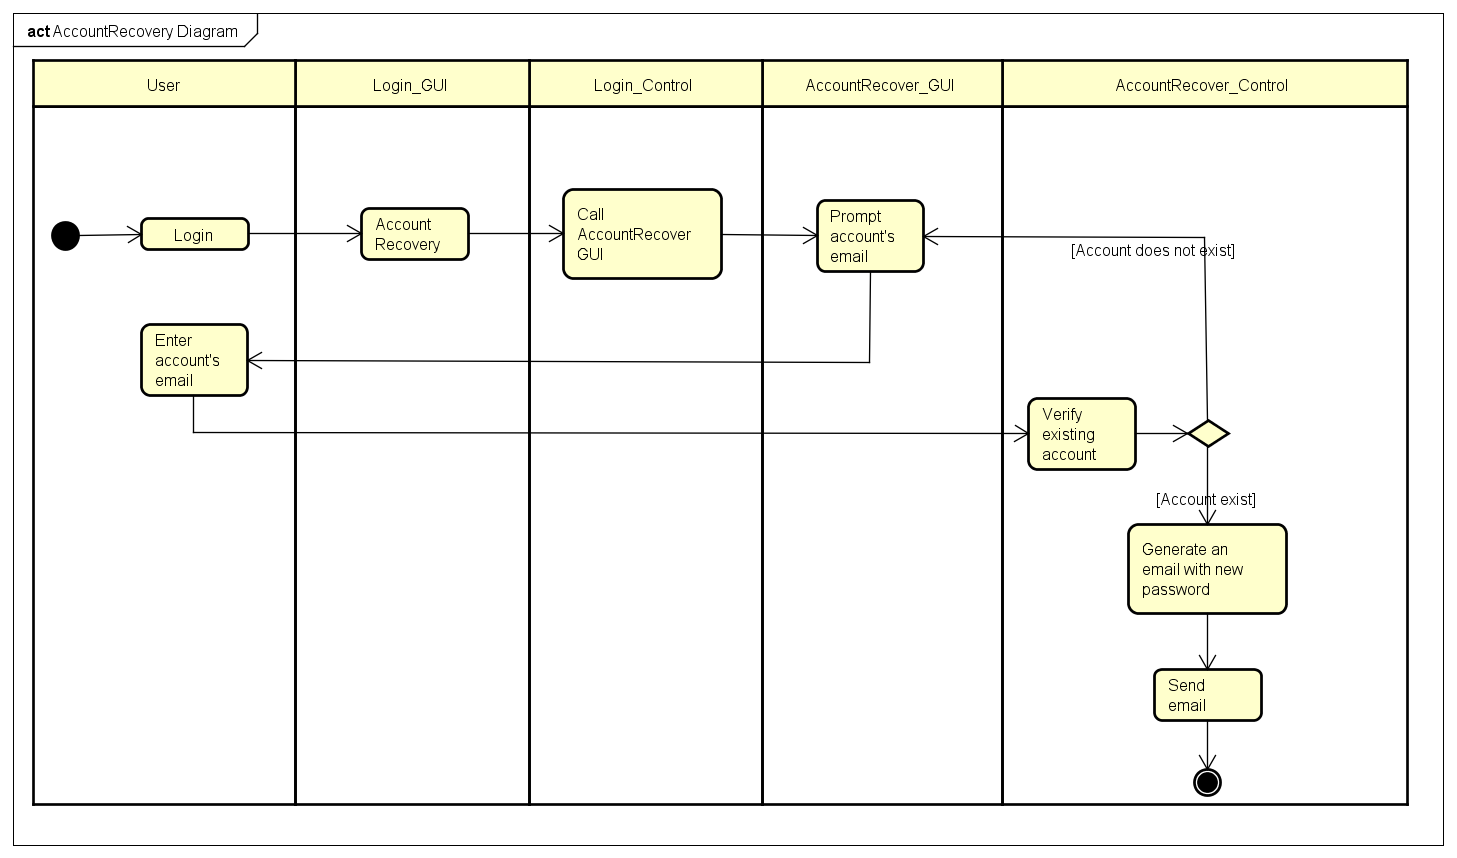 act AccountRecovery Diagram
User
Login_GUI
Login_Control
AccountRecover_GUI
AccountRecover_Control
Login
Account
Recovery
Call
AccountRecover
GUI
Prompt
account's
email
[Account does not exist]
Enter
account's
email
Verify
existing
account
[Account exist]
Generate an
email with new
password
Send
email